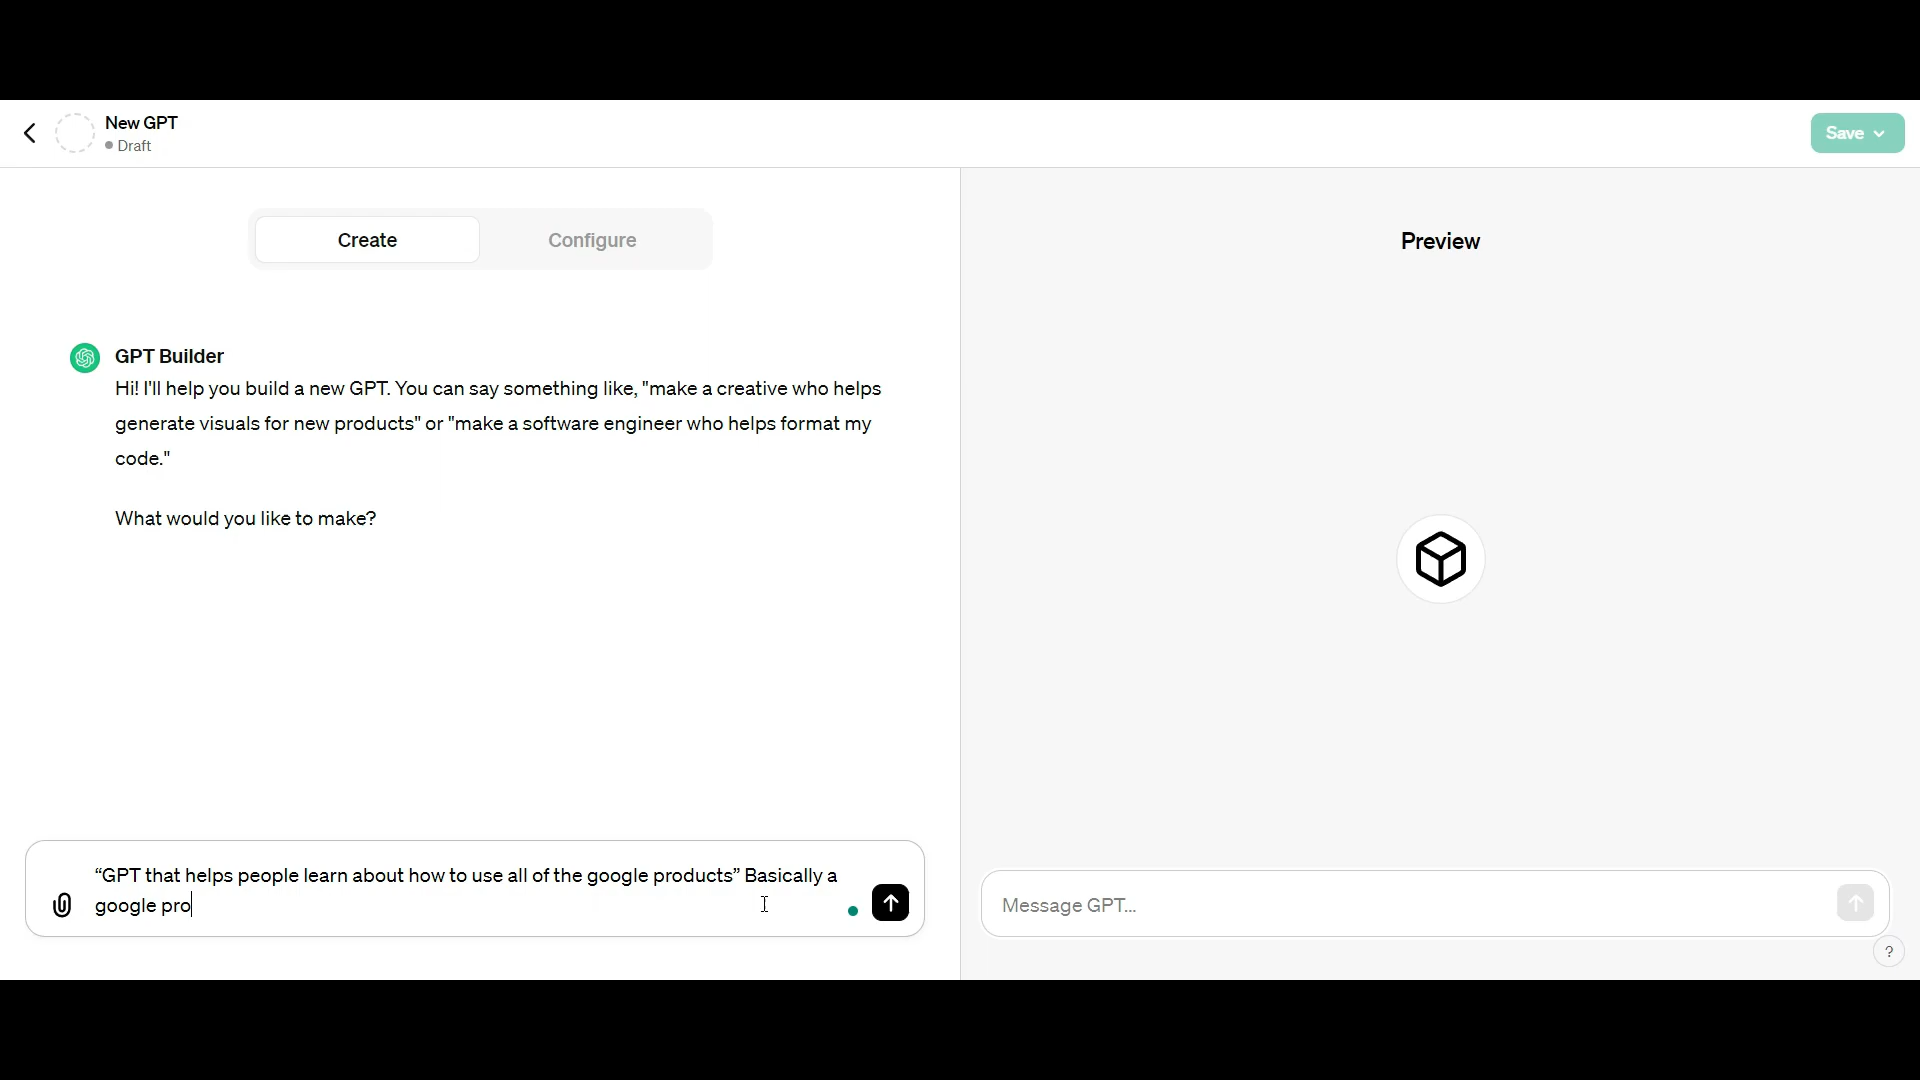 New GPT
Draft
Save
Create
Configure
Preview
GPT Builder
Hi! I'll help you build a new GPT. You can say something like, "make a creative who helps
generate visuals for new products" or "make a software engineer who helps format my
code."
What would you like to make?
“GPT that helps people learn about how to use all of the google products” Basically a
google pro
Message GPT...
?